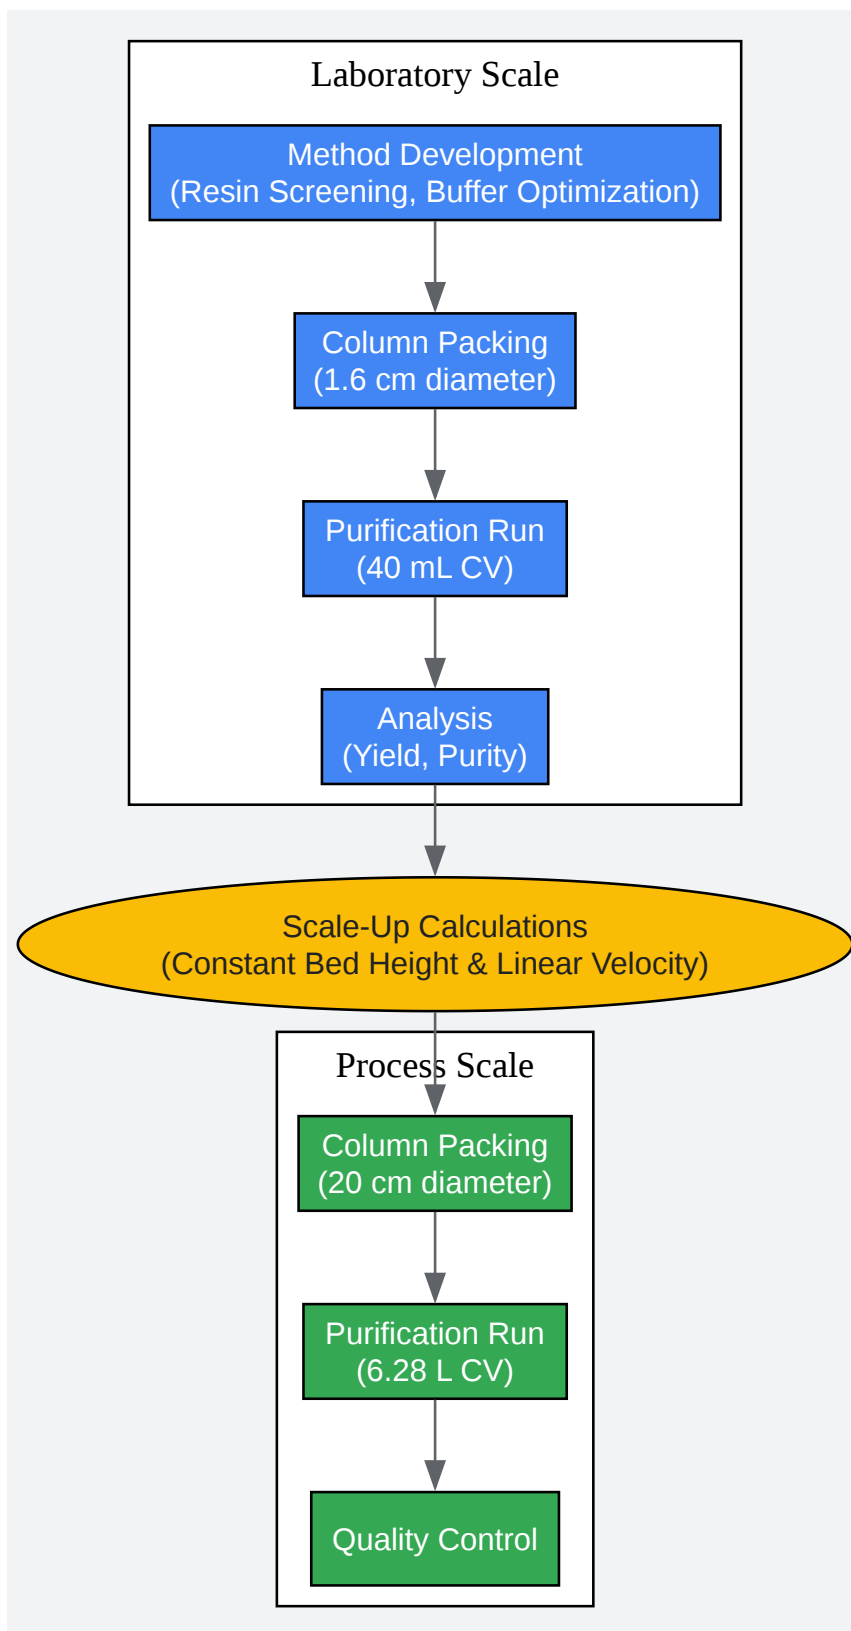 Laboratory Scale
Method Development
(Resin Screening, Buffer Optimization)
Column Packing
(1.6 cm diameter)
Purification Run
(40 mL CV)
Analysis
(Yield, Purity)
Scale-Up Calculations
(Constant Bed Height & Linear Velocity)
Process Scale
Column Packing
(20 cm diameter)
Purification Run
(6.28 L CV)
Quality Control